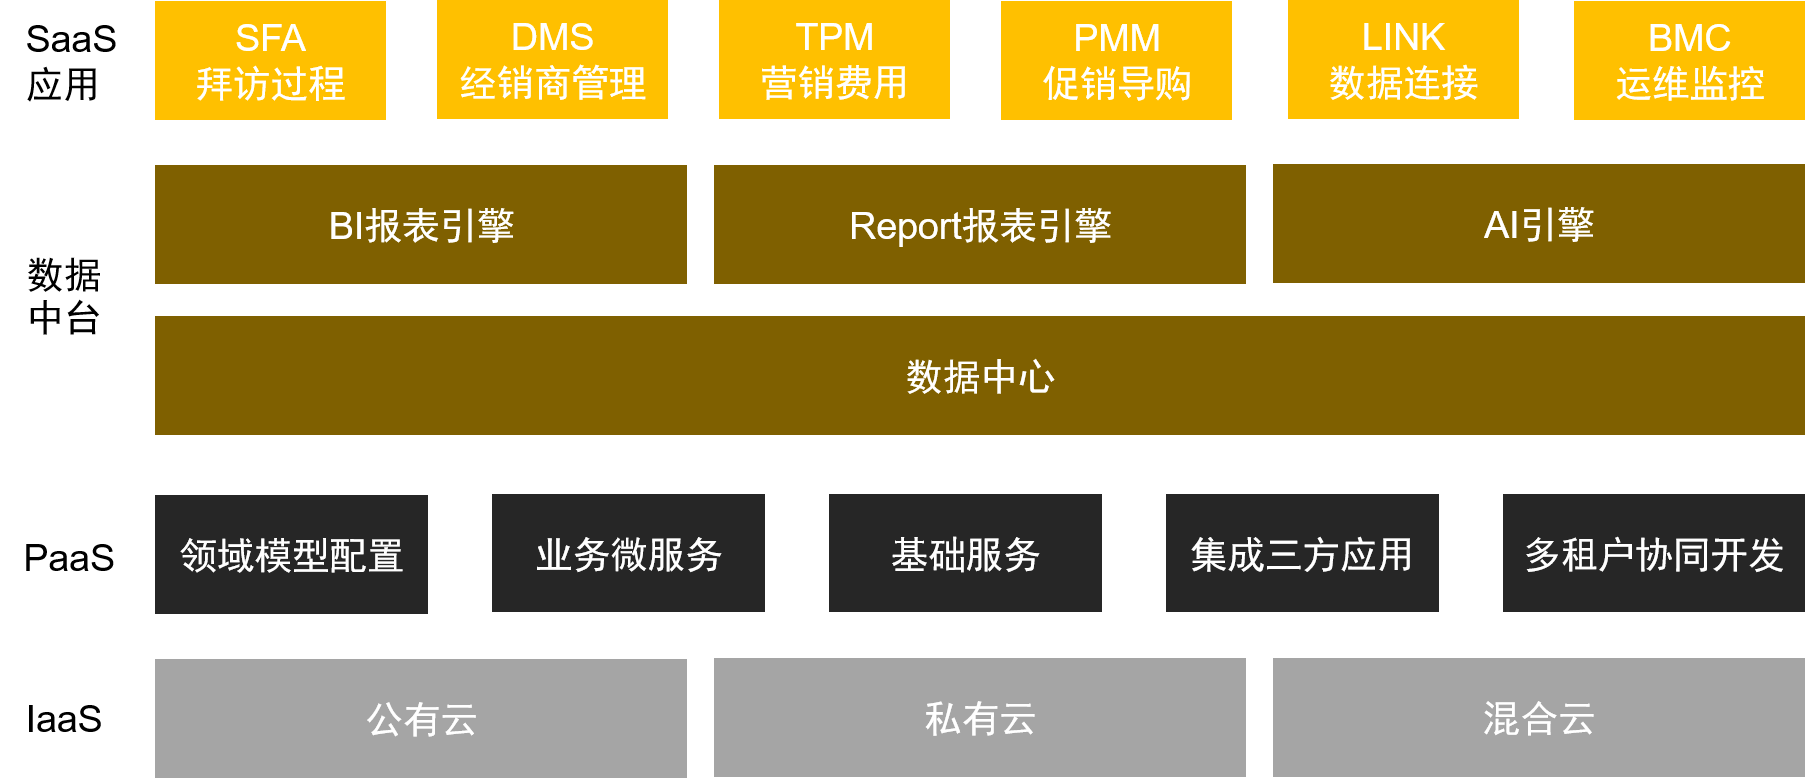 SaaS
应用
SFA
拜访过程
DMS
经销商管理
TPM
营销费用
PMM
促销导购
LINK
数据连接
BMC
运维监控
数据
中台
BI报表引擎
Report报表引擎
AI引擎
数据中心
PaaS
领域模型配置
业务微服务
基础服务
集成三方应用
多租户协同开发
IaaS
公有云
私有云
混合云